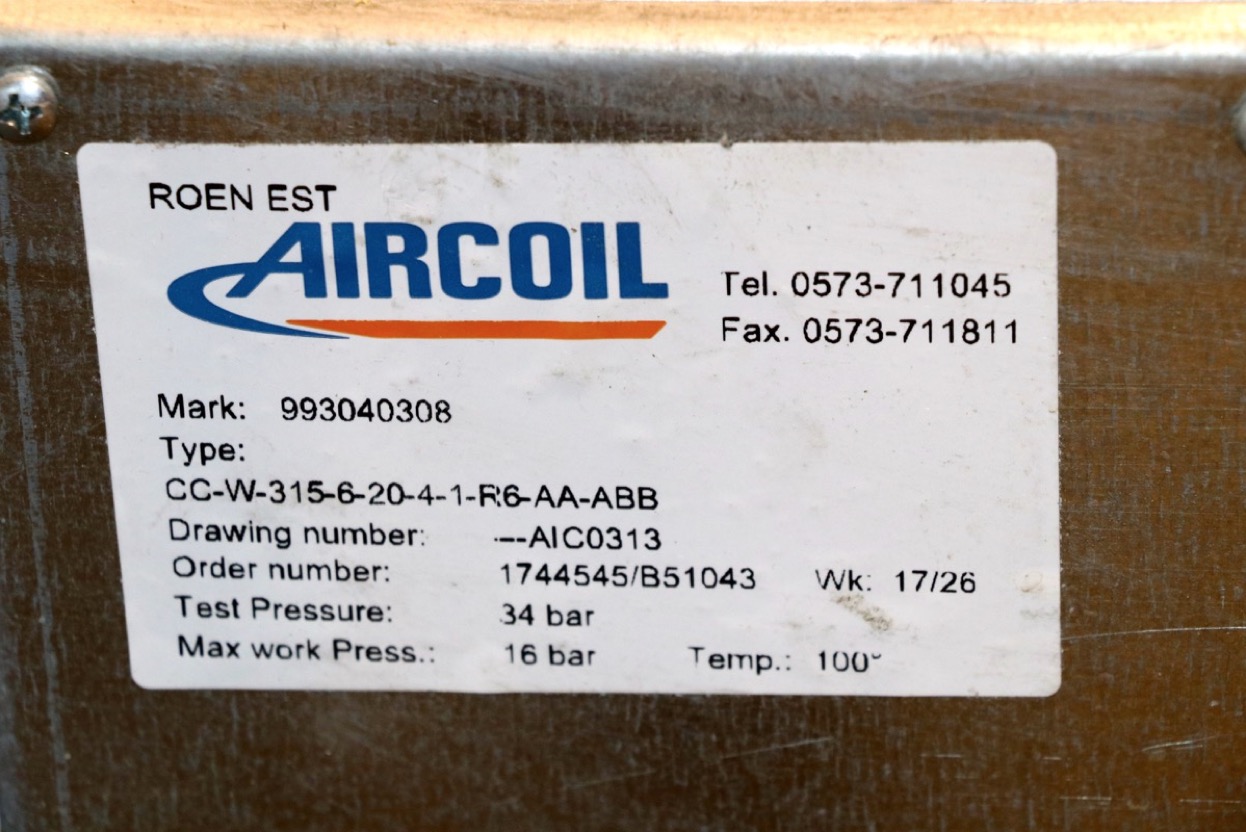 ROEN EST
AIRCOIL
Tel. 0573-711045
Fax. 0573-711811
Mark: 993040308
Type:
CC-W-315-6-20-4-1-R6-AA-ABB
Drawing number: ---AIC0313
Order number: 1744545/B51043 Wk: 17/26
Test Pressure: 34 bar
Max work Press.: 16 bar Temp.: 100°